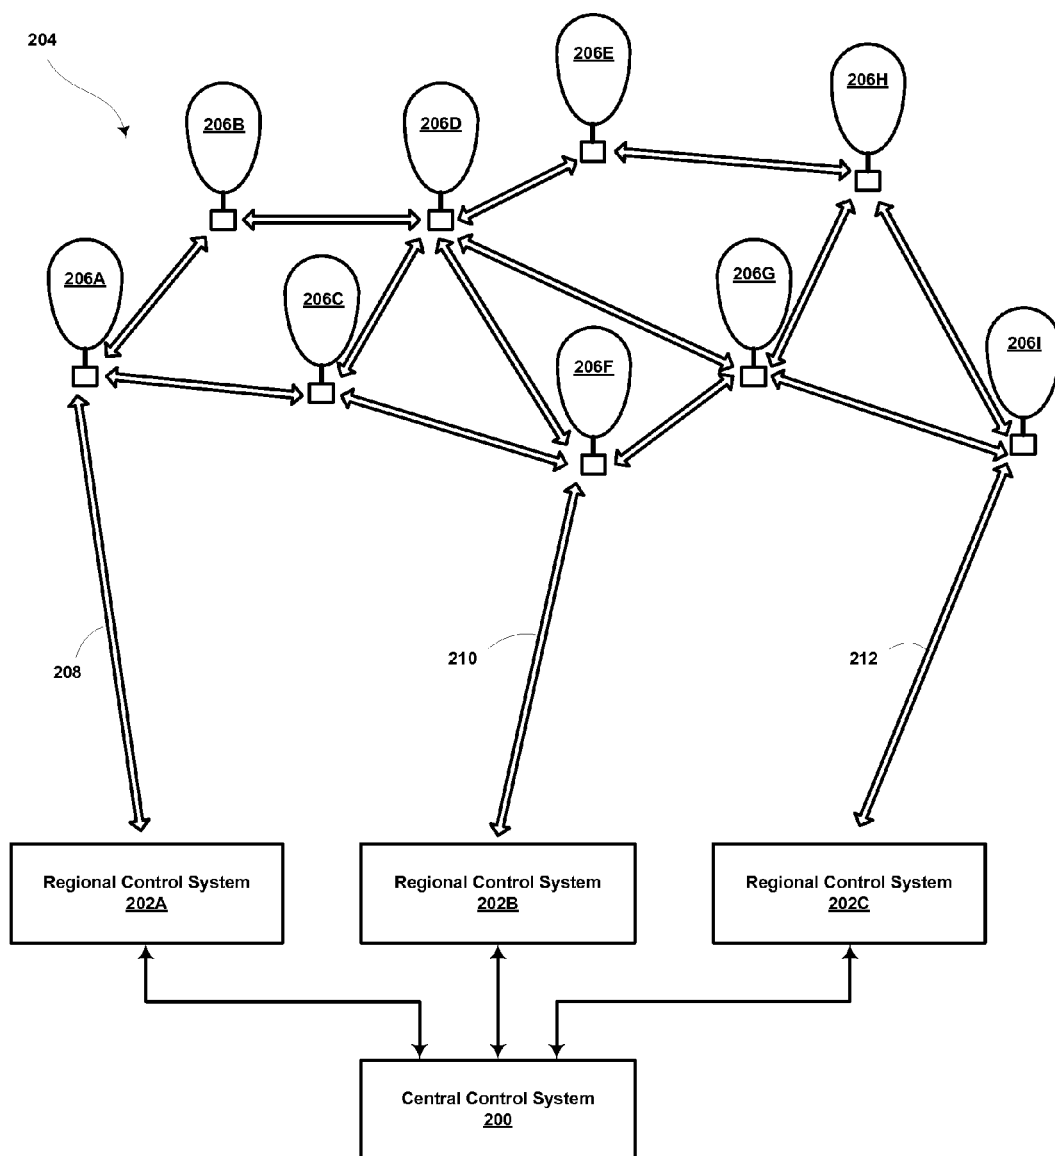 204
206E
206H
206B
206D
206A
206G
206C
206I
206F
208
210
212
Regional Control System
202A
Regional Control System
202B
Regional Control System
202C
Central Control System
200